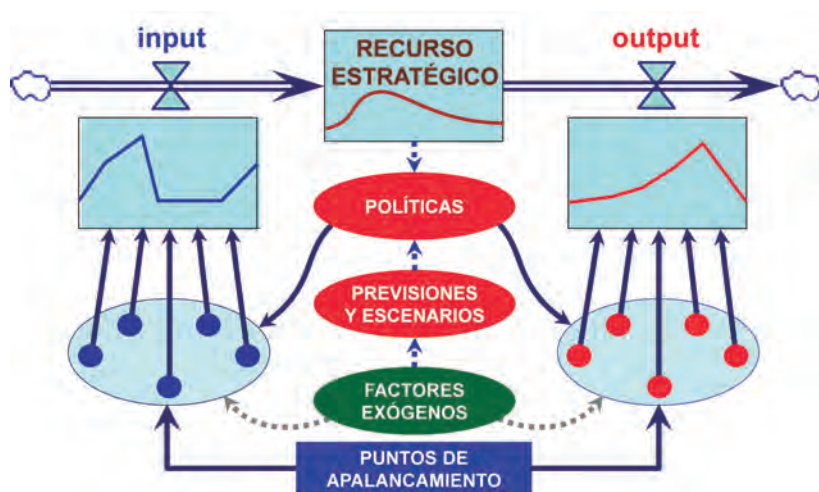 input
RECURSO
ESTRATÉGICO
output
POLÍTICAS
PREVISIONES
Y ESCENARIOS
FACTORES
EXÓGENOS
PUNTOS DE
APALANCAMIENTO